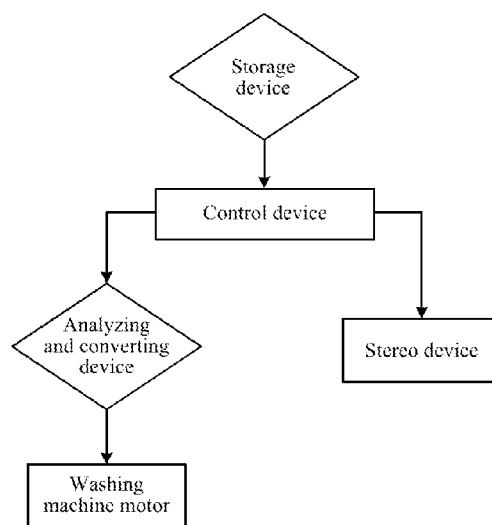 Storage
device
Control device
Analyzing
and converting
device
Stereo device
Washing
machine motor